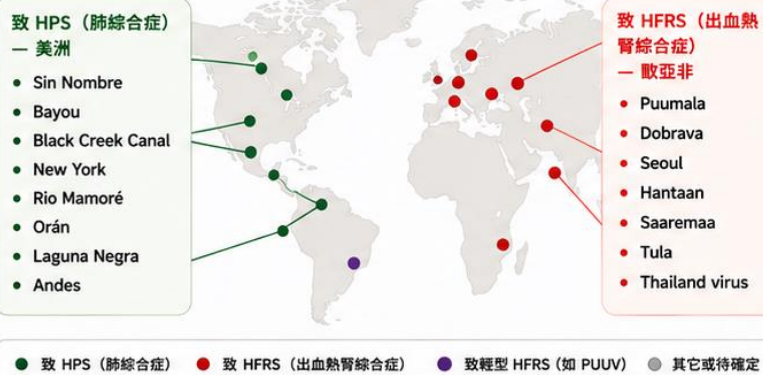 致 HPS（肺綜合症）
— 美洲
• Sin Nombre
• Bayou
• Black Creek Canal
• New York
• Rio Mamoré
• Orán
• Laguna Negra
• Andes
致 HFRS（出血熱
腎綜合症）
— 歐亞非
• Puumala
• Dobrava
• Seoul
• Hantaan
• Saaremaa
• Tula
• Thailand virus
致 HPS（肺綜合症） 致 HFRS（出血熱腎綜合症） 致輕型 HFRS（如 PUUV） 其它或待確定